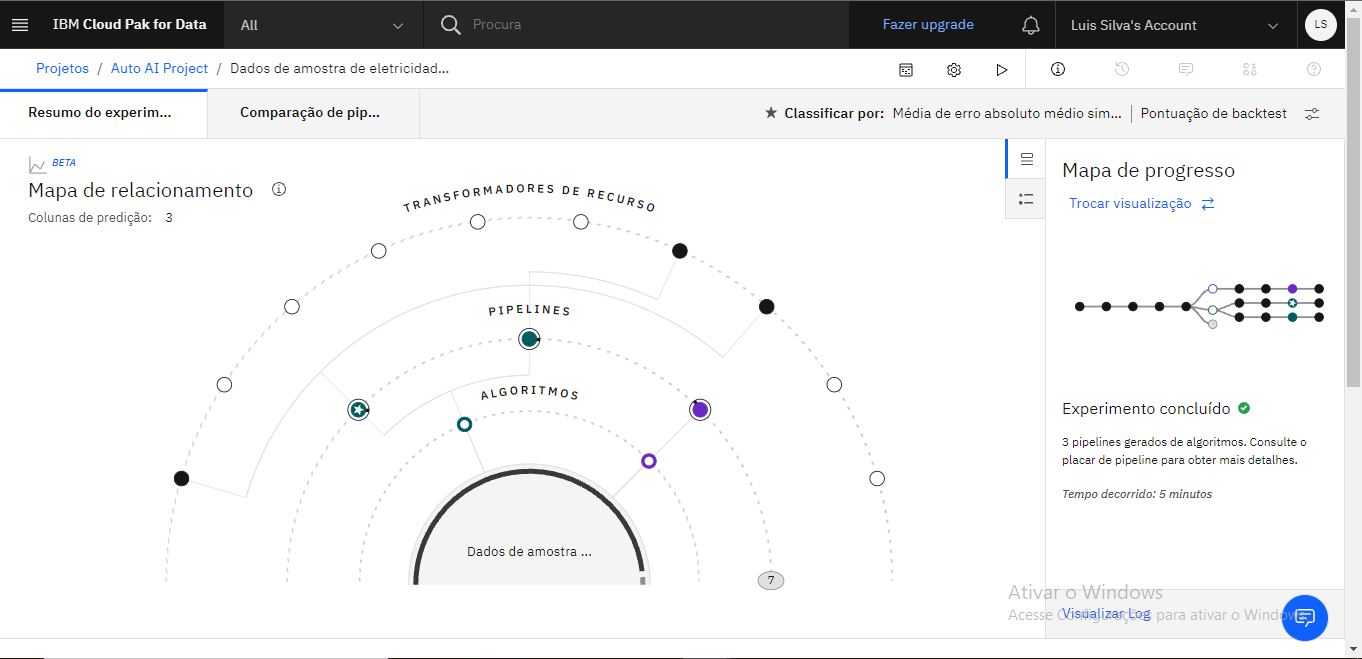 IBM Cloud Pak for Data
All
Procura
Fazer upgrade
Luis Silva's Account
LS
Projetos / Auto AI Project / Dados de amostra de eletricidad...
Resumo do experim...
Comparação de pip...
Classificar por: Média de erro absoluto médio sim... | Pontuação de backtest
BETA
Mapa de relacionamento
Colunas de predição: 3
TRANSFORMADORES DE RECURSO
PIPELINES
ALGORITMOS
Dados de amostra ...
7
Mapa de progresso
Trocar visualização
Experimento concluído
3 pipelines gerados de algoritmos. Consulte o
placar de pipeline para obter mais detalhes.
Tempo decorrido: 5 minutos
Visualizar log
Ativar o Windows
Acesse Configurações para ativar o Windows.